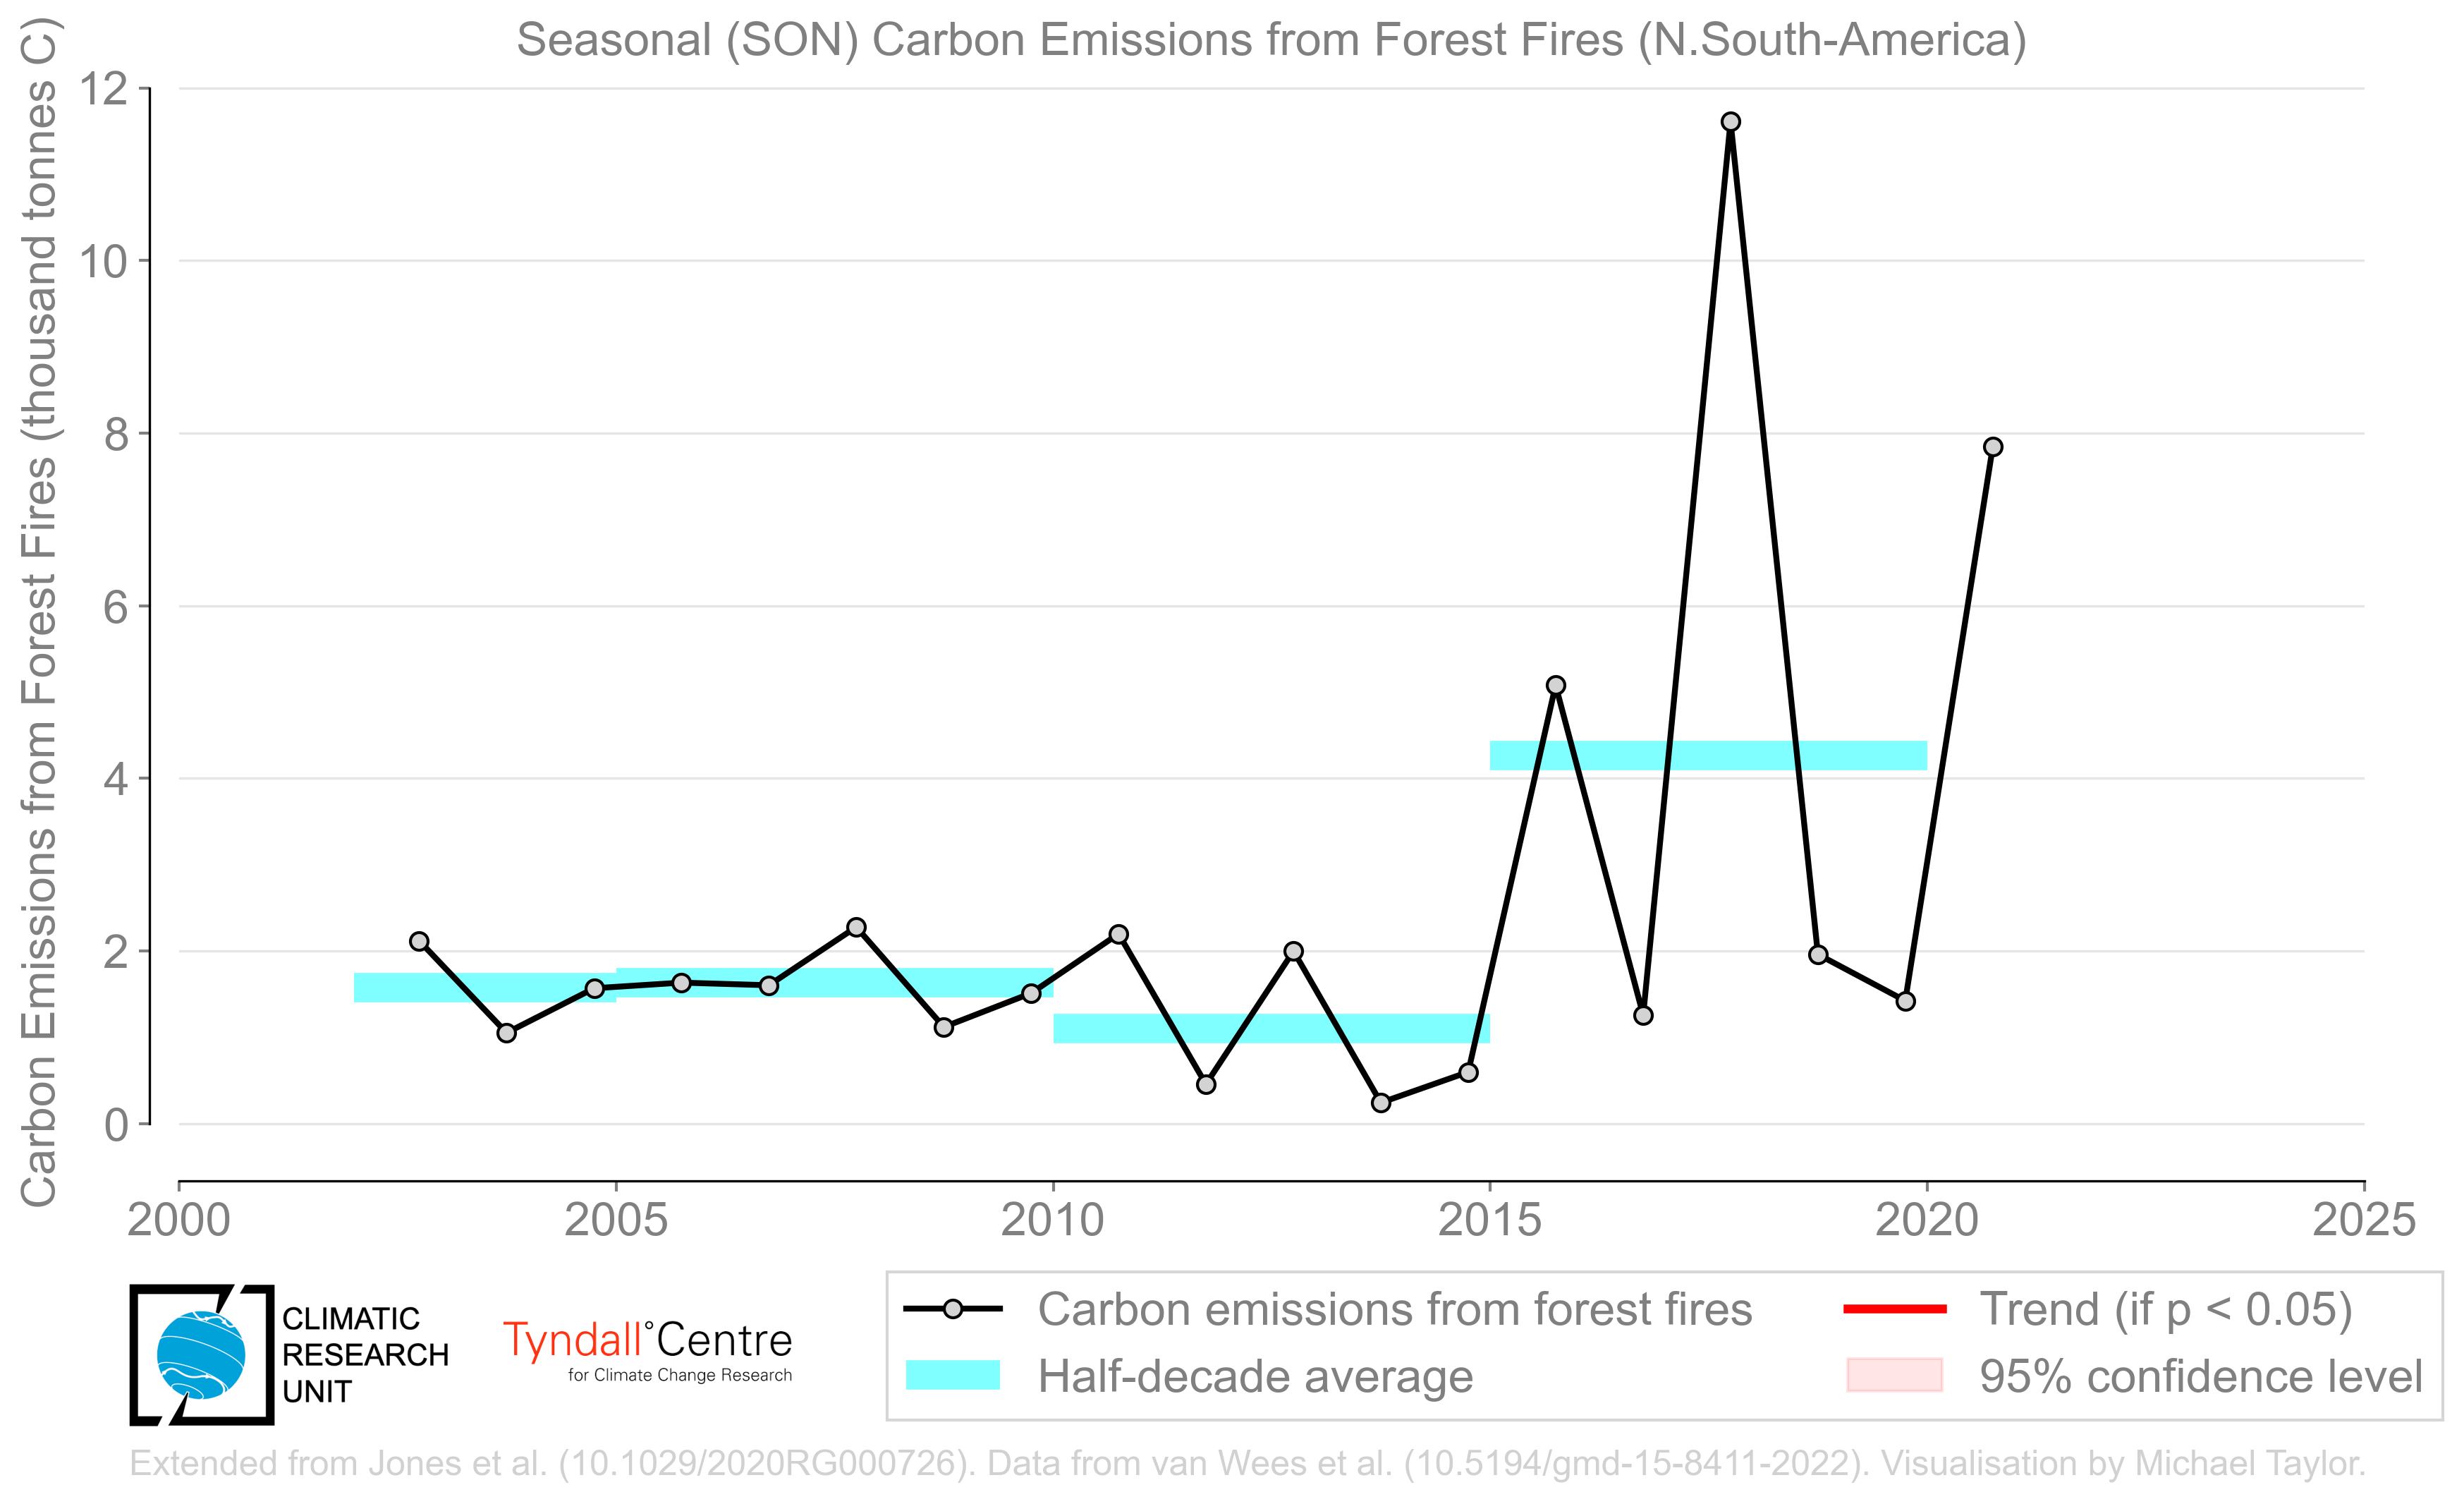 Seasonal (SON) Carbon Emissions from Forest Fires (N.South-America)
Carbon Emissions from Forest Fires (thousand tonnes C)
12
10
8
6
4
2
0
2000 2005 2010 2015 2020 2025
Carbon emissions from forest fires
Half-decade average
Trend (if p < 0.05)
95% confidence level
CLIMATIC
RESEARCH
UNIT
Tyndall°Centre
for Climate Change Research
Extended from Jones et al. (10.1029/2020RG000726). Data from van Wees et al. (10.5194/gmd-15-8411-2022). Visualisation by Michael Taylor.